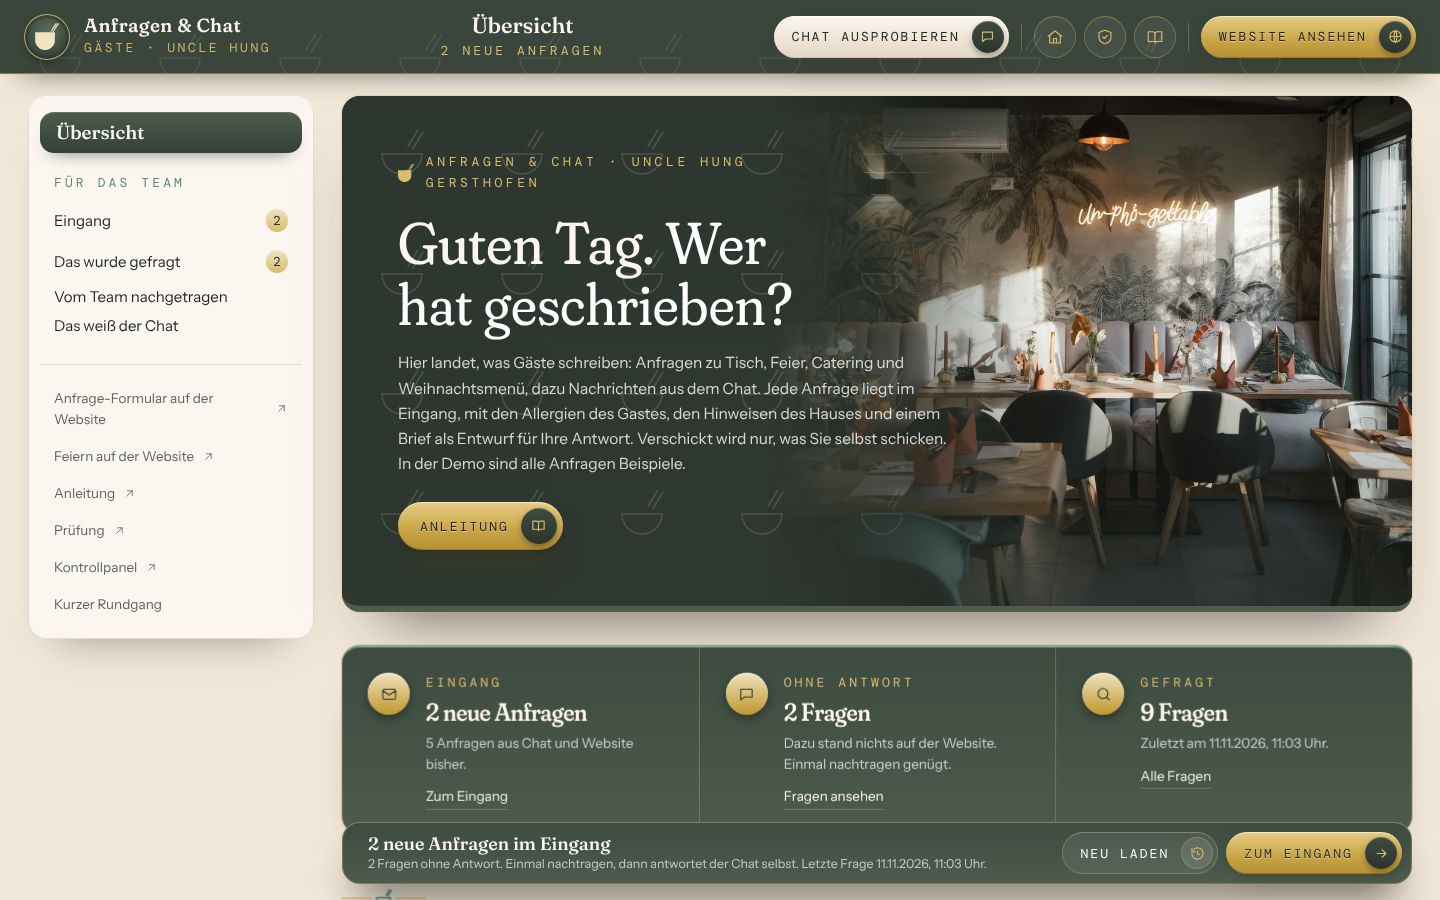 Anfragen & Chat
GÄSTE · UNCLE HUNG
Übersicht
2 NEUE ANFRAGEN
CHAT AUSPROBIEREN
WEBSITE ANSEHEN
Übersicht
FÜR DAS TEAM
Eingang 2
Das wurde gefragt 2
Vom Team nachgetragen
Das weiß der Chat
Anfrage-Formular auf der
Website
Feiern auf der Website
Anleitung
Prüfung
Kontrollpanel
Kurzer Rundgang
ANFRAGEN & CHAT · UNCLE HUNG
GERSTHOFEN
Guten Tag. Wer
hat geschrieben?
Hier landet, was Gäste schreiben: Anfragen zu Tisch, Feier, Catering und
Weihnachtsmenü, dazu Nachrichten aus dem Chat. Jede Anfrage liegt im
Eingang, mit den Allergien des Gastes, den Hinweisen des Hauses und einem
Brief als Entwurf für Ihre Antwort. Verschickt wird nur, was Sie selbst schicken.
In der Demo sind alle Anfragen Beispiele.
ANLEITUNG
Un-phở-gettable
EINGANG
2 neue Anfragen
5 Anfragen aus Chat und Website
bisher.
Zum Eingang
OHNE ANTWORT
2 Fragen
Dazu stand nichts auf der Website.
Einmal nachtragen genügt.
Fragen ansehen
GEFRAGT
9 Fragen
Zuletzt am 11.11.2026, 11:03 Uhr.
Alle Fragen
2 neue Anfragen im Eingang
2 Fragen ohne Antwort. Einmal nachtragen, dann antwortet der Chat selbst. Letzte Frage 11.11.2026, 11:03 Uhr.
NEU LADEN
ZUM EINGANG